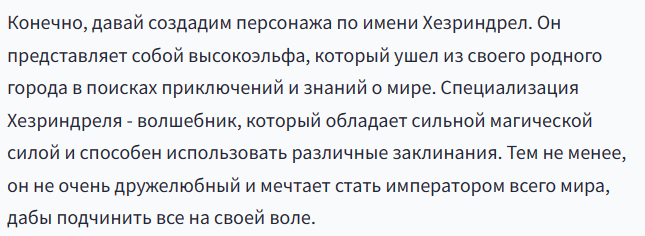 Конечно, давай создадим персонажа по имени Хезриндрел. Он
представляет собой высокоэльфа, который ушел из своего родного
города в поисках приключений и знаний о мире. Специализация
Хезриндреля - волшебник, который обладает сильной магической
силой и способен использовать различные заклинания. Тем не менее,
он не очень дружелюбный и мечтает стать императором всего мира,
дабы подчинить все на своей воле.